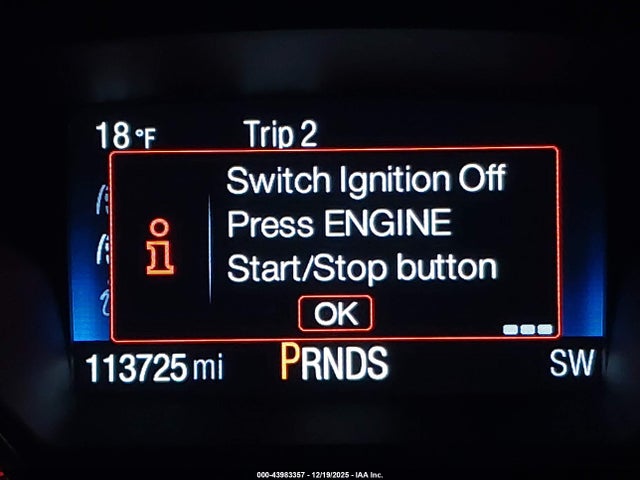 18°F Trip 2
Switch Ignition Off
Press ENGINE
Start/Stop button
OK
113725 mi PRNDS SW
000-43983357 - 12/19/2025 - IAA Inc.